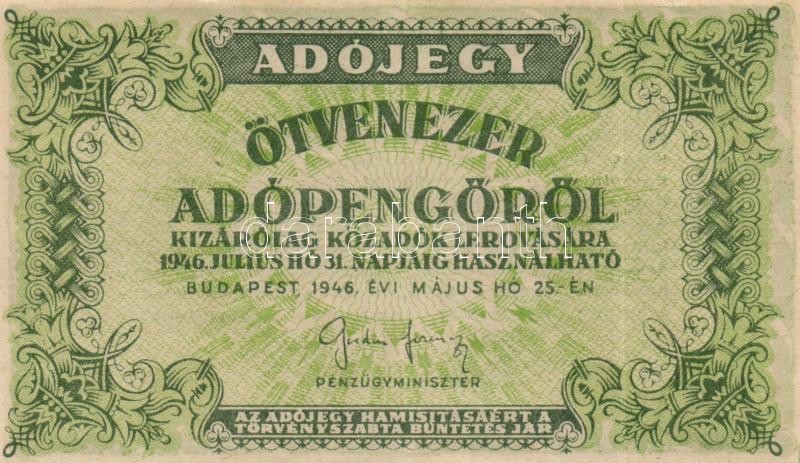 ADÓJEGY
ÖTVENEZER
ADÓPENGŐRŐL
KIZÁRÓLAG KÖZADÓK LEROVÁSÁRA
1946. JULIUS HÓ 31. NAPJÁIG HASZNÁLHATÓ
BUDAPEST, 1946. ÉVI MÁJUS HÓ 25.-ÉN
darabanth
PÉNZÜGYMINISZTER
AZ ADÓJEGY HAMISITÁSÁÉRT A
TÖRVÉNYSZABTA BÜNTETÉS JÁR